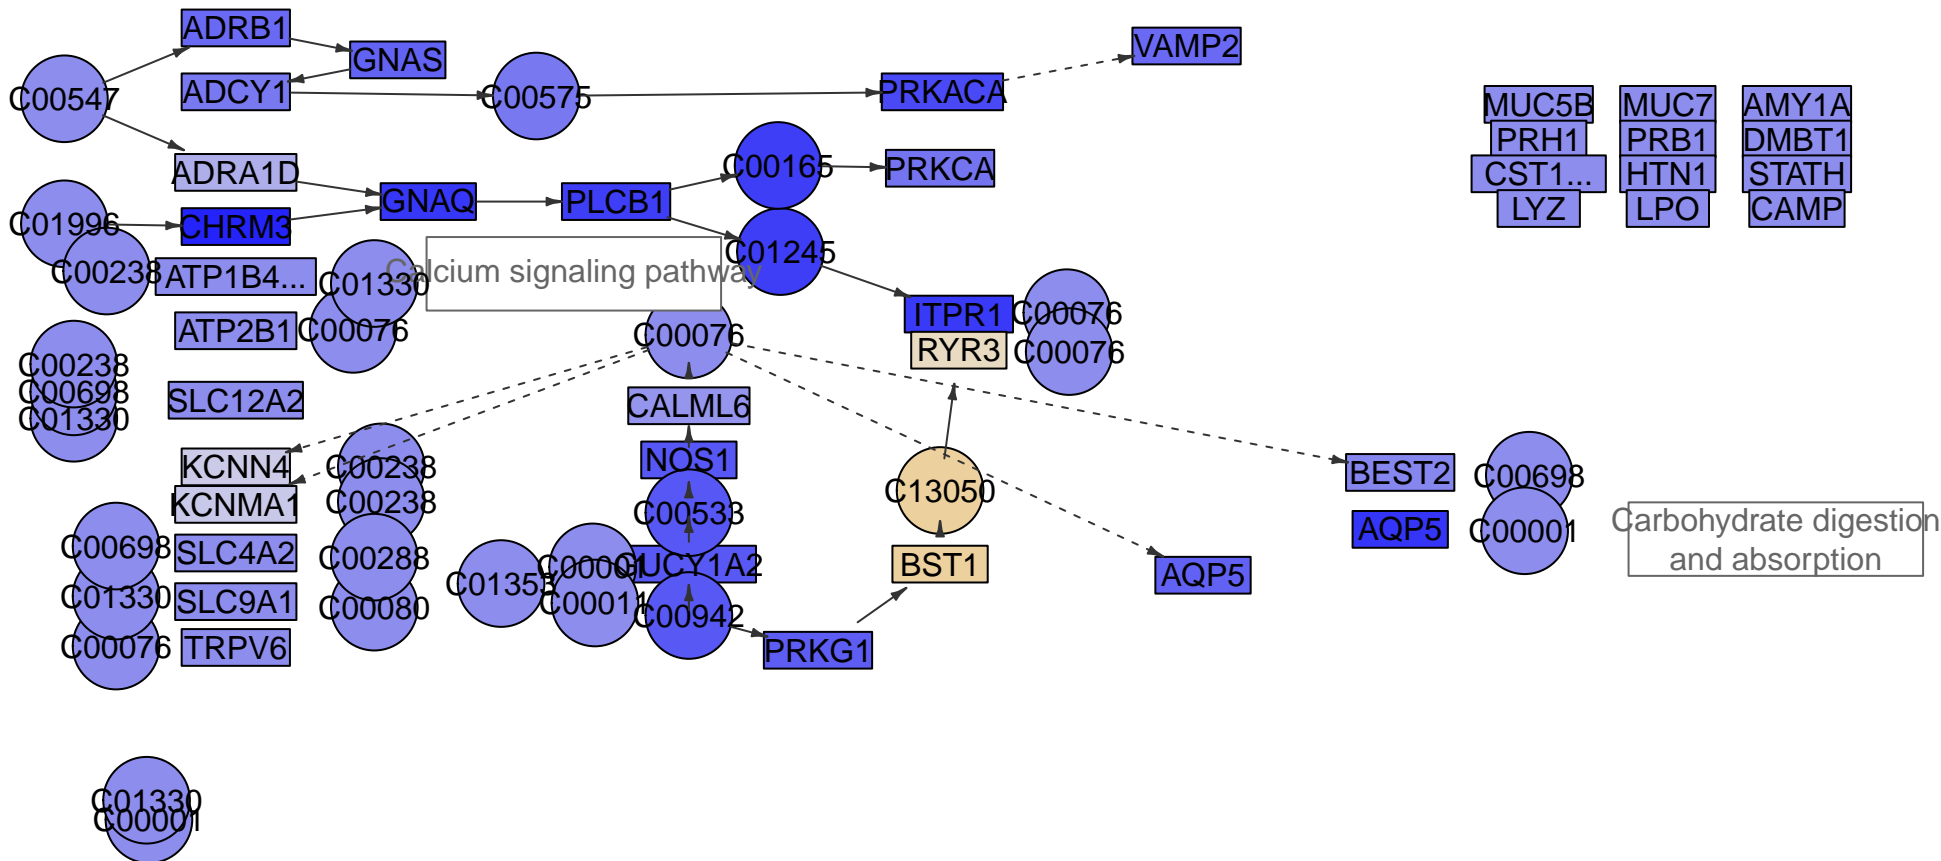 ADRB1
GNAS
VAMP2
C00547
ADCY1
C00575
PRKACA
MUC5B
MUC7
AMY1A
PRH1
PRB1
DMBT1
ADRA1D
C00165
PRKCA
CST1...
HTN1
STATH
C01996
CHRM3
GNAQ
PLCB1
LYZ
LPO
CAMP
C00238
ATP1B4...
C01330
Calcium signaling pathway
C01245
ATP2B1
C00076
C00076
ITPR1
C00076
RYR3
C00076
C00238
C00698
C01330
SLC12A2
CALML6
KCNN4
C00238
NOS1
BEST2
C00698
KCNMA1
C00238
C00533
C13050
AQP5
C00001
Carbohydrate digestion
and absorption
C00698
SLC4A2
C00288
C01353
C00001
GUCY1A2
BST1
AQP5
C01330
SLC9A1
C00080
C00011
C00942
C00076
TRPV6
PRKG1
C01330
C00001